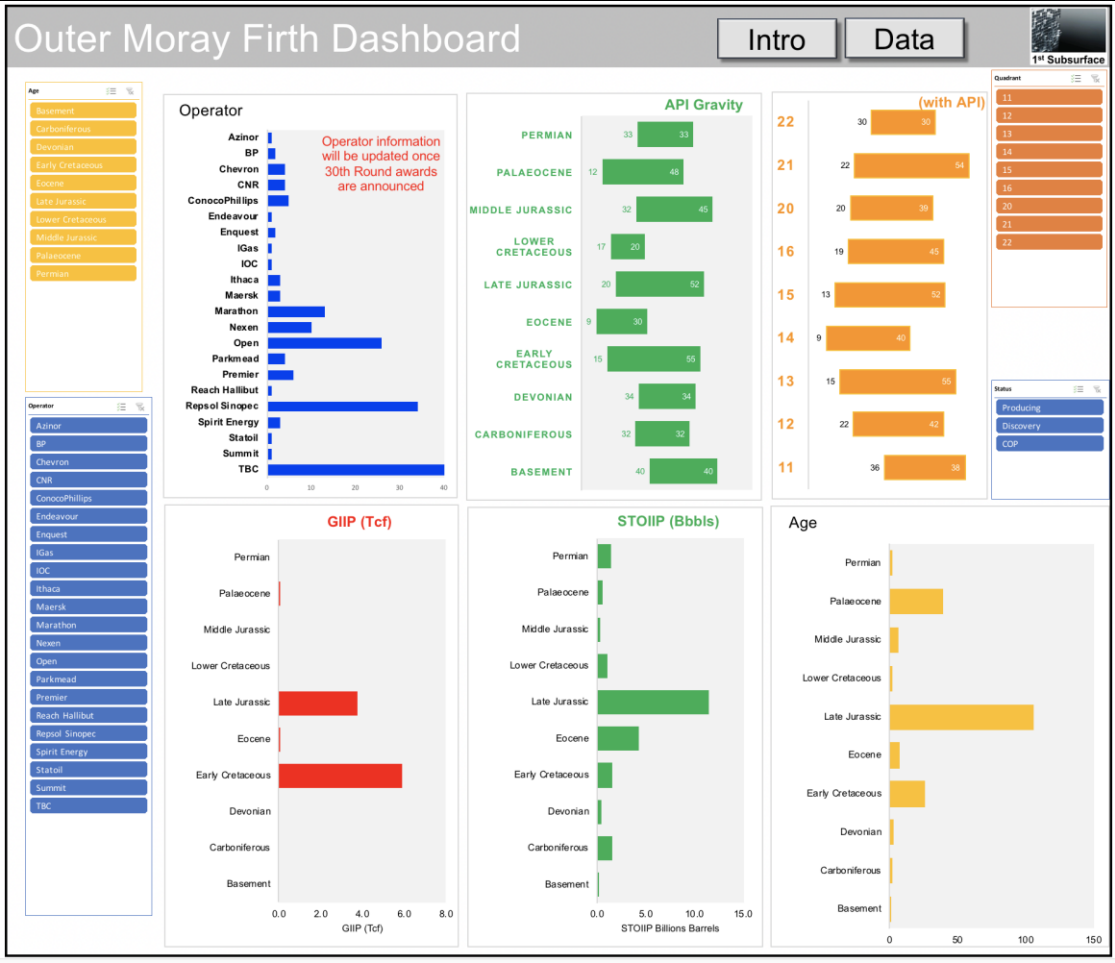 Outer Moray Firth Dashboard
Intro
Data
1st Subsurface
Age
Basement
Carboniferous
Devonian
Early Cretaceous
Eocene
Late Jurassic
Lower Cretaceous
Middle Jurassic
Palaeocene
Permian
Operator
Azinor
BP
Chevron
CNR
ConocoPhillips
Endeavour
Enquest
IGas
IOC
Ithaca
Maersk
Marathon
Nexen
Open
Parkmead
Premier
Reach Hallibut
Repsol Sinopec
Spirit Energy
Statoil
Summit
TBC
Operator
Operator information
will be updated once
30th Round awards
are announced
Azinor
BP
Chevron
CNR
ConocoPhillips
Endeavour
Enquest
IGas
IOC
Ithaca
Maersk
Marathon
Nexen
Open
Parkmead
Premier
Reach Hallibut
Repsol Sinopec
Spirit Energy
Statoil
Summit
TBC
0 10 20 30 40
API Gravity
PERMIAN 33 33
PALAEOCENE 12 48
MIDDLE JURASSIC 32 45
LOWER
CRETACEOUS 17 20
LATE JURASSIC 20 52
EOCENE 9 30
EARLY
CRETACEOUS 15 55
DEVONIAN 34 34
CARBONIFEROUS 32 32
BASEMENT 40 40
(with API)
22 30 30
21 22 54
20 20 39
16 19 45
15 13 52
14 9 40
13 15 55
12 22 42
11 36 38
Quadrant
11
12
13
14
15
16
20
21
22
Status
Producing
Discovery
COP
GIIP (Tcf)
Permian
Palaeocene
Middle Jurassic
Lower Cretaceous
Late Jurassic
Eocene
Early Cretaceous
Devonian
Carboniferous
Basement
0.0 2.0 4.0 6.0 8.0
GIIP (Tcf)
STOIIP (Bbbls)
Permian
Palaeocene
Middle Jurassic
Lower Cretaceous
Late Jurassic
Eocene
Early Cretaceous
Devonian
Carboniferous
Basement
0.0 5.0 10.0 15.0
STOIIP Billions Barrels
Age
Permian
Palaeocene
Middle Jurassic
Lower Cretaceous
Late Jurassic
Eocene
Early Cretaceous
Devonian
Carboniferous
Basement
0 50 100 150